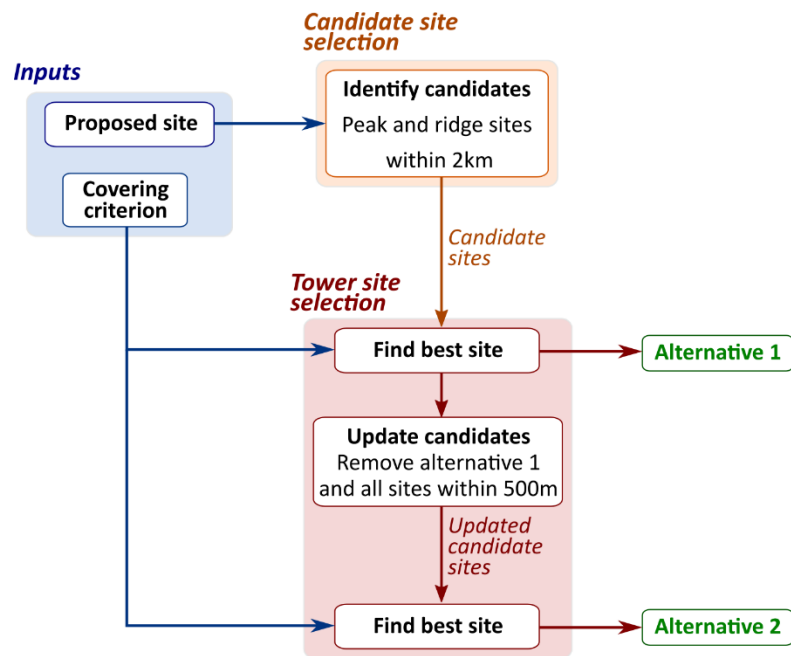 Candidate site
selection
Inputs
Identify candidates
Peak and ridge sites
within 2km
Proposed site
Covering
criterion
Candidate
sites
Tower site
selection
Find best site
Alternative 1
Update candidates
Remove alternative 1
and all sites within 500m
Updated
candidate
sites
Find best site
Alternative 2